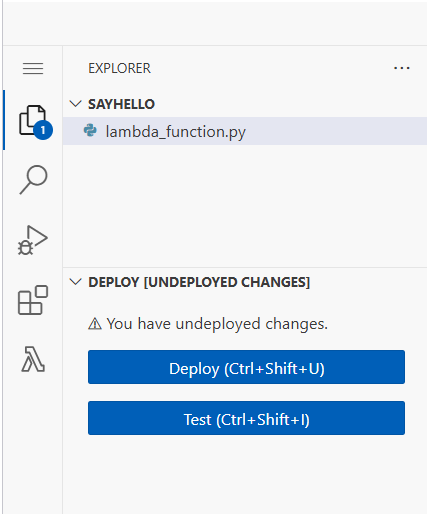 EXPLORER ...
SAYHELLO
1
lambda_function.py
DEPLOY [UNDEPLOYED CHANGES]
You have undeployed changes.
Deploy (Ctrl+Shift+U)
Test (Ctrl+Shift+I)